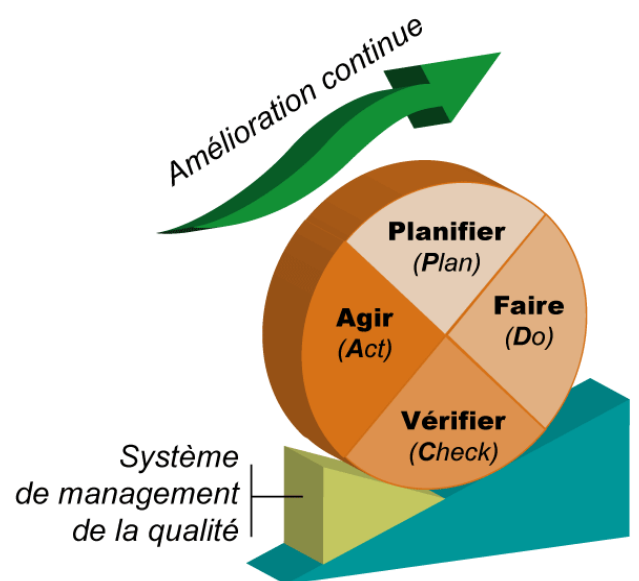 Amélioration continue
Planifier
(Plan)
Agir
(Act)
Faire
(Do)
Vérifier
(Check)
Système
de management
de la qualité